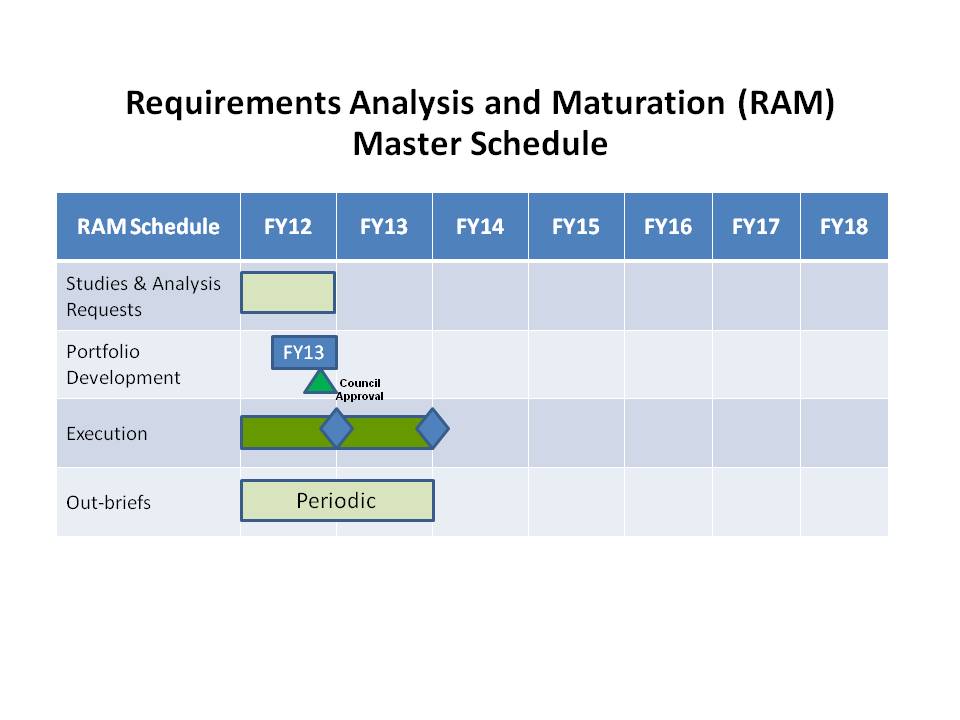 Requirements Analysis and Maturation (RAM)
Master Schedule
RAM Schedule FY12 FY13 FY14 FY15 FY16 FY17 FY18
Studies & Analysis
Requests
Portfolio
Development
FY13
Council
Approval
Execution
Out-briefs
Periodic